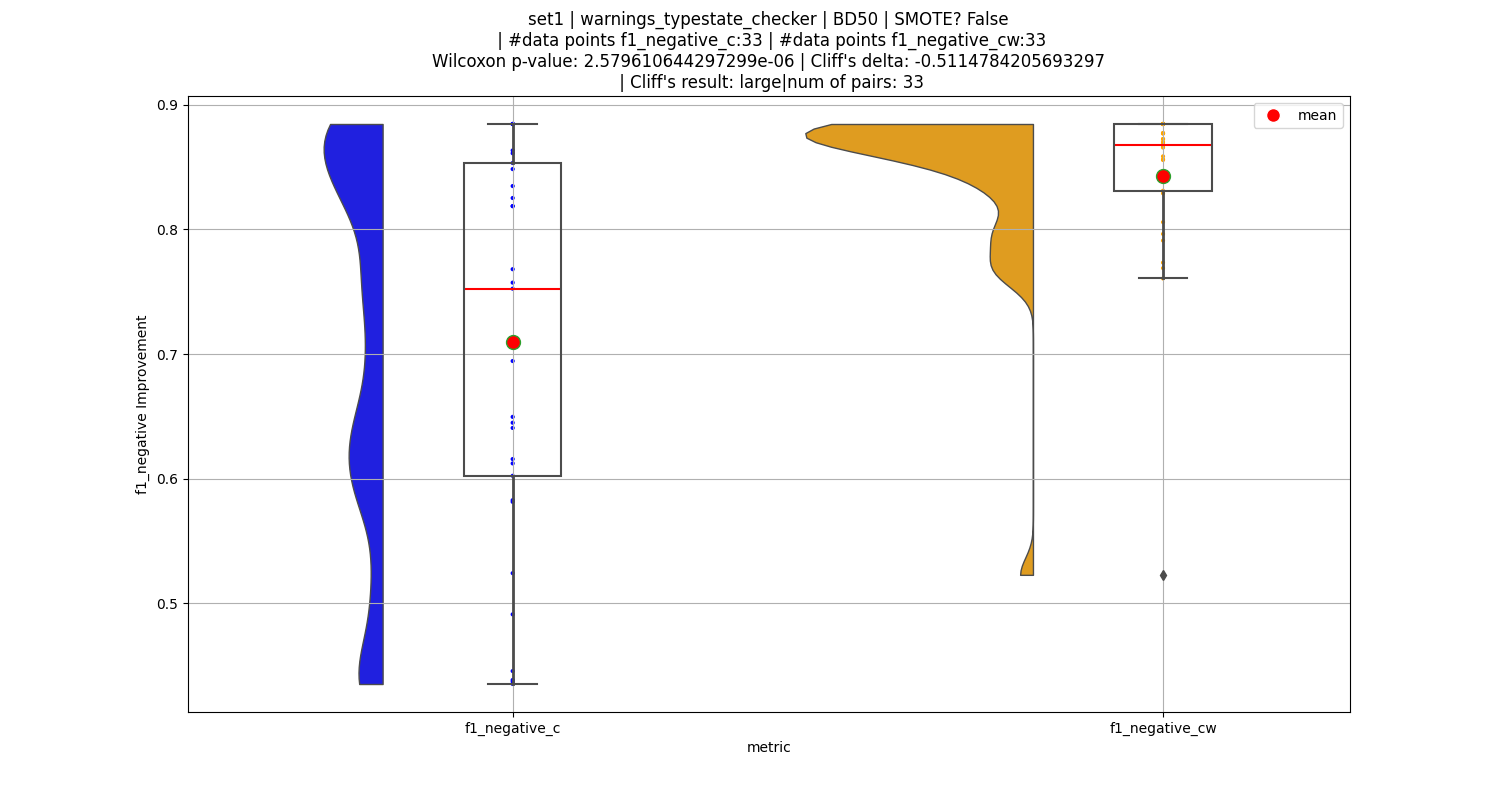 set1 | warnings_typestate_checker | BD50 | SMOTE? False
| #data points f1_negative_c:33 | #data points f1_negative_cw:33
Wilcoxon p-value: 2.579610644297299e-06 | Cliff's delta: -0.5114784205693297
| Cliff's result: large|num of pairs: 33
mean
0.9
0.8
0.7
0.6
0.5
f1_negative Improvement
f1_negative_c
f1_negative_cw
metric